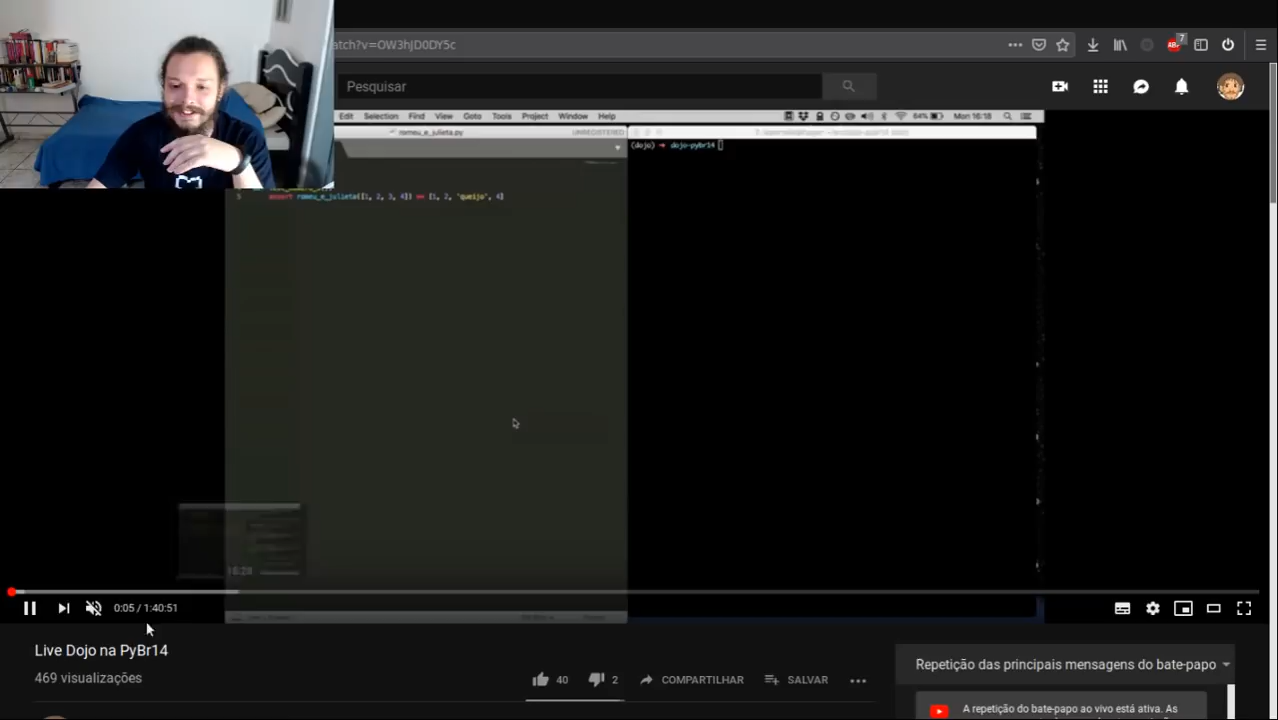 atch?v=OW3hJD0DY5c
7
Pesquisar
Edit Selection Find View Goto Tools Project Window Help
64% Mon 16:18
romeu_e_julieta.py
UNREGISTERED
(dojo) → dojo-pybr14
5 assert romeu_e_julieta([1, 2, 3, 4]) == [1, 2, 'queijo', 4]
0:05 / 1:40:51
Live Dojo na PyBr14
469 visualizações
40
2
COMPARTILHAR
SALVAR
Repetição das principais mensagens do bate-papo
A repetição do bate-papo ao vivo está ativa. As